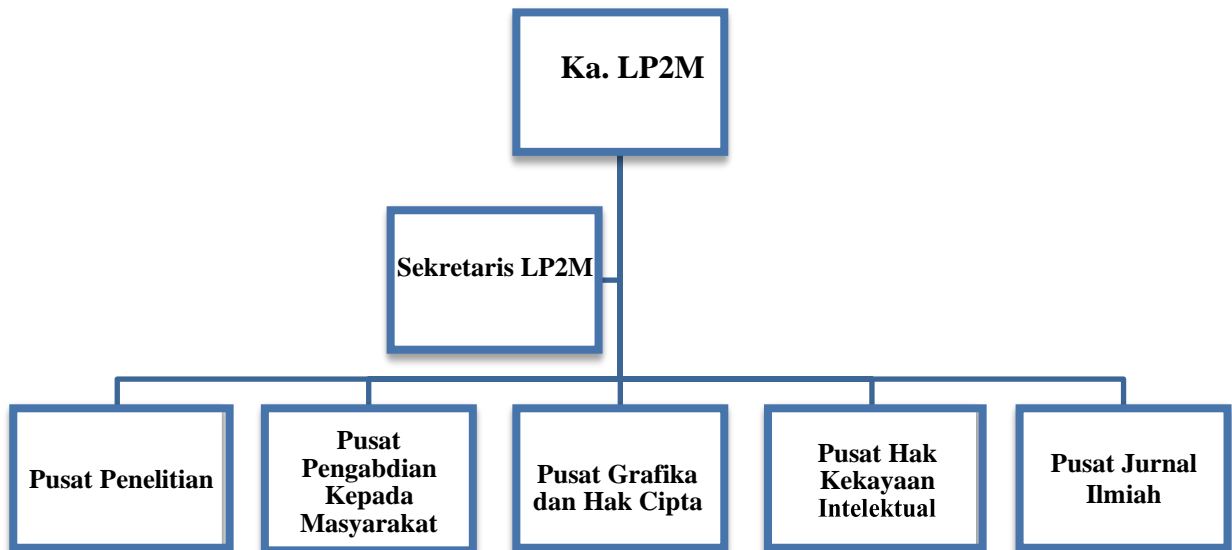 Ka. LP2M
Sekretaris LP2M
Pusat Penelitian
Pusat
Pengabdian
Kepada
Masyarakat
Pusat Grafika
dan Hak Cipta
Pusat Hak
Kekayaan
Intelektual
Pusat Jurnal
Ilmiah